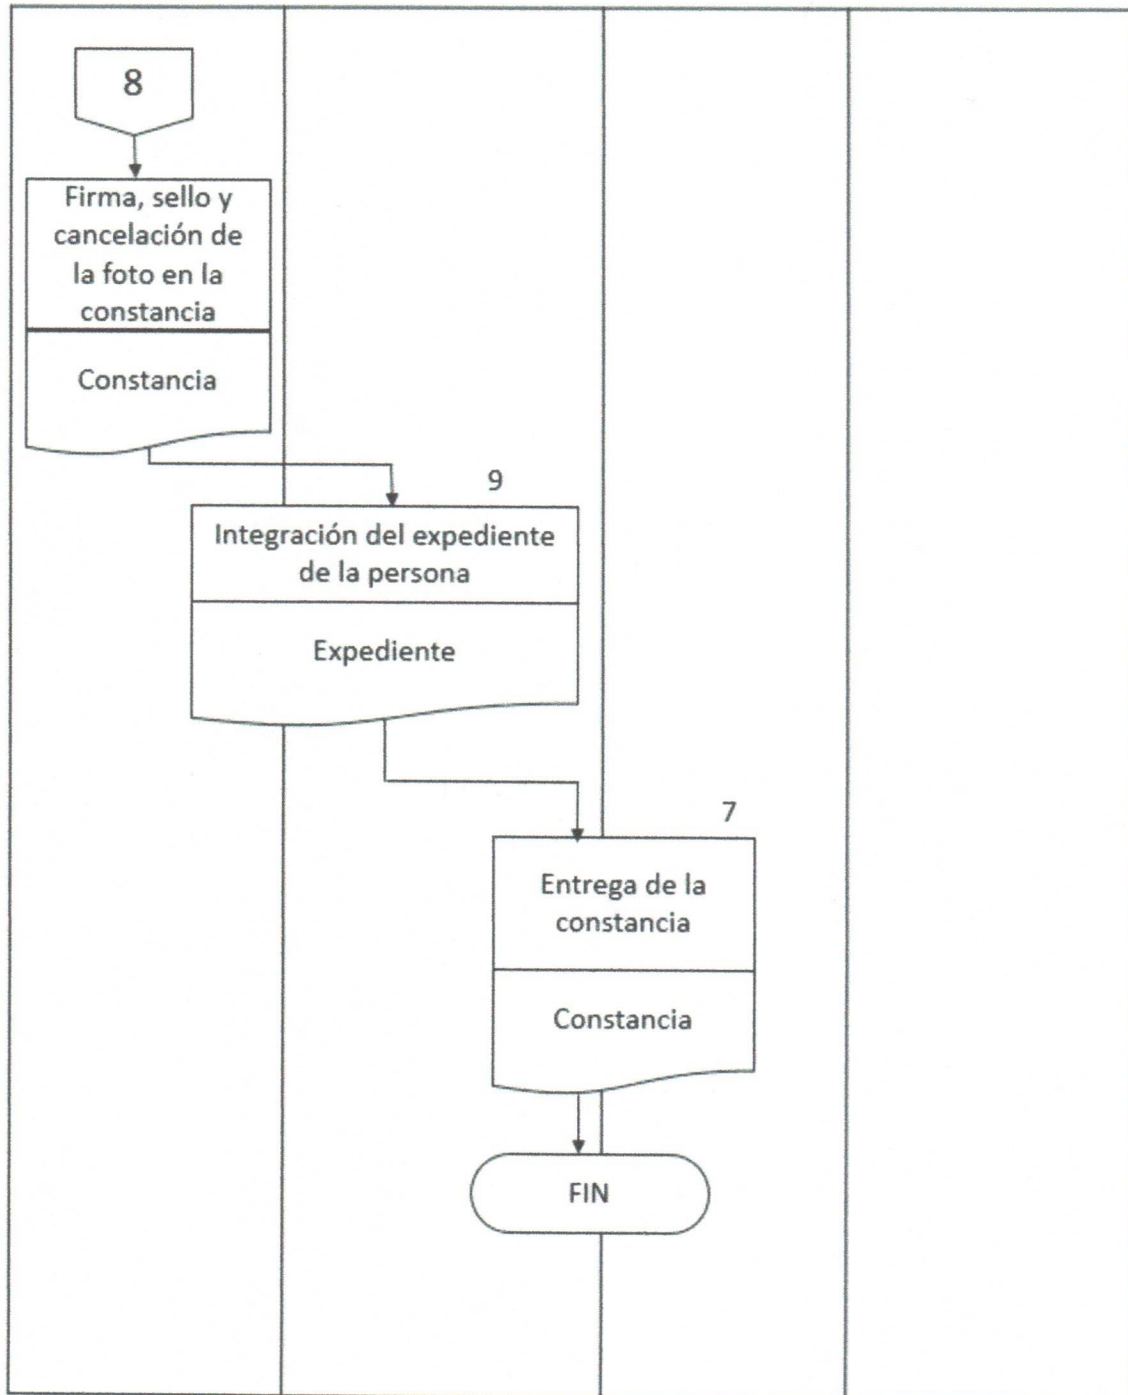 8
Firma, sello y
cancelación de
la foto en la
constancia
Constancia
9
Integración del expediente
de la persona
Expediente
7
Entrega de la
constancia
Constancia
FIN